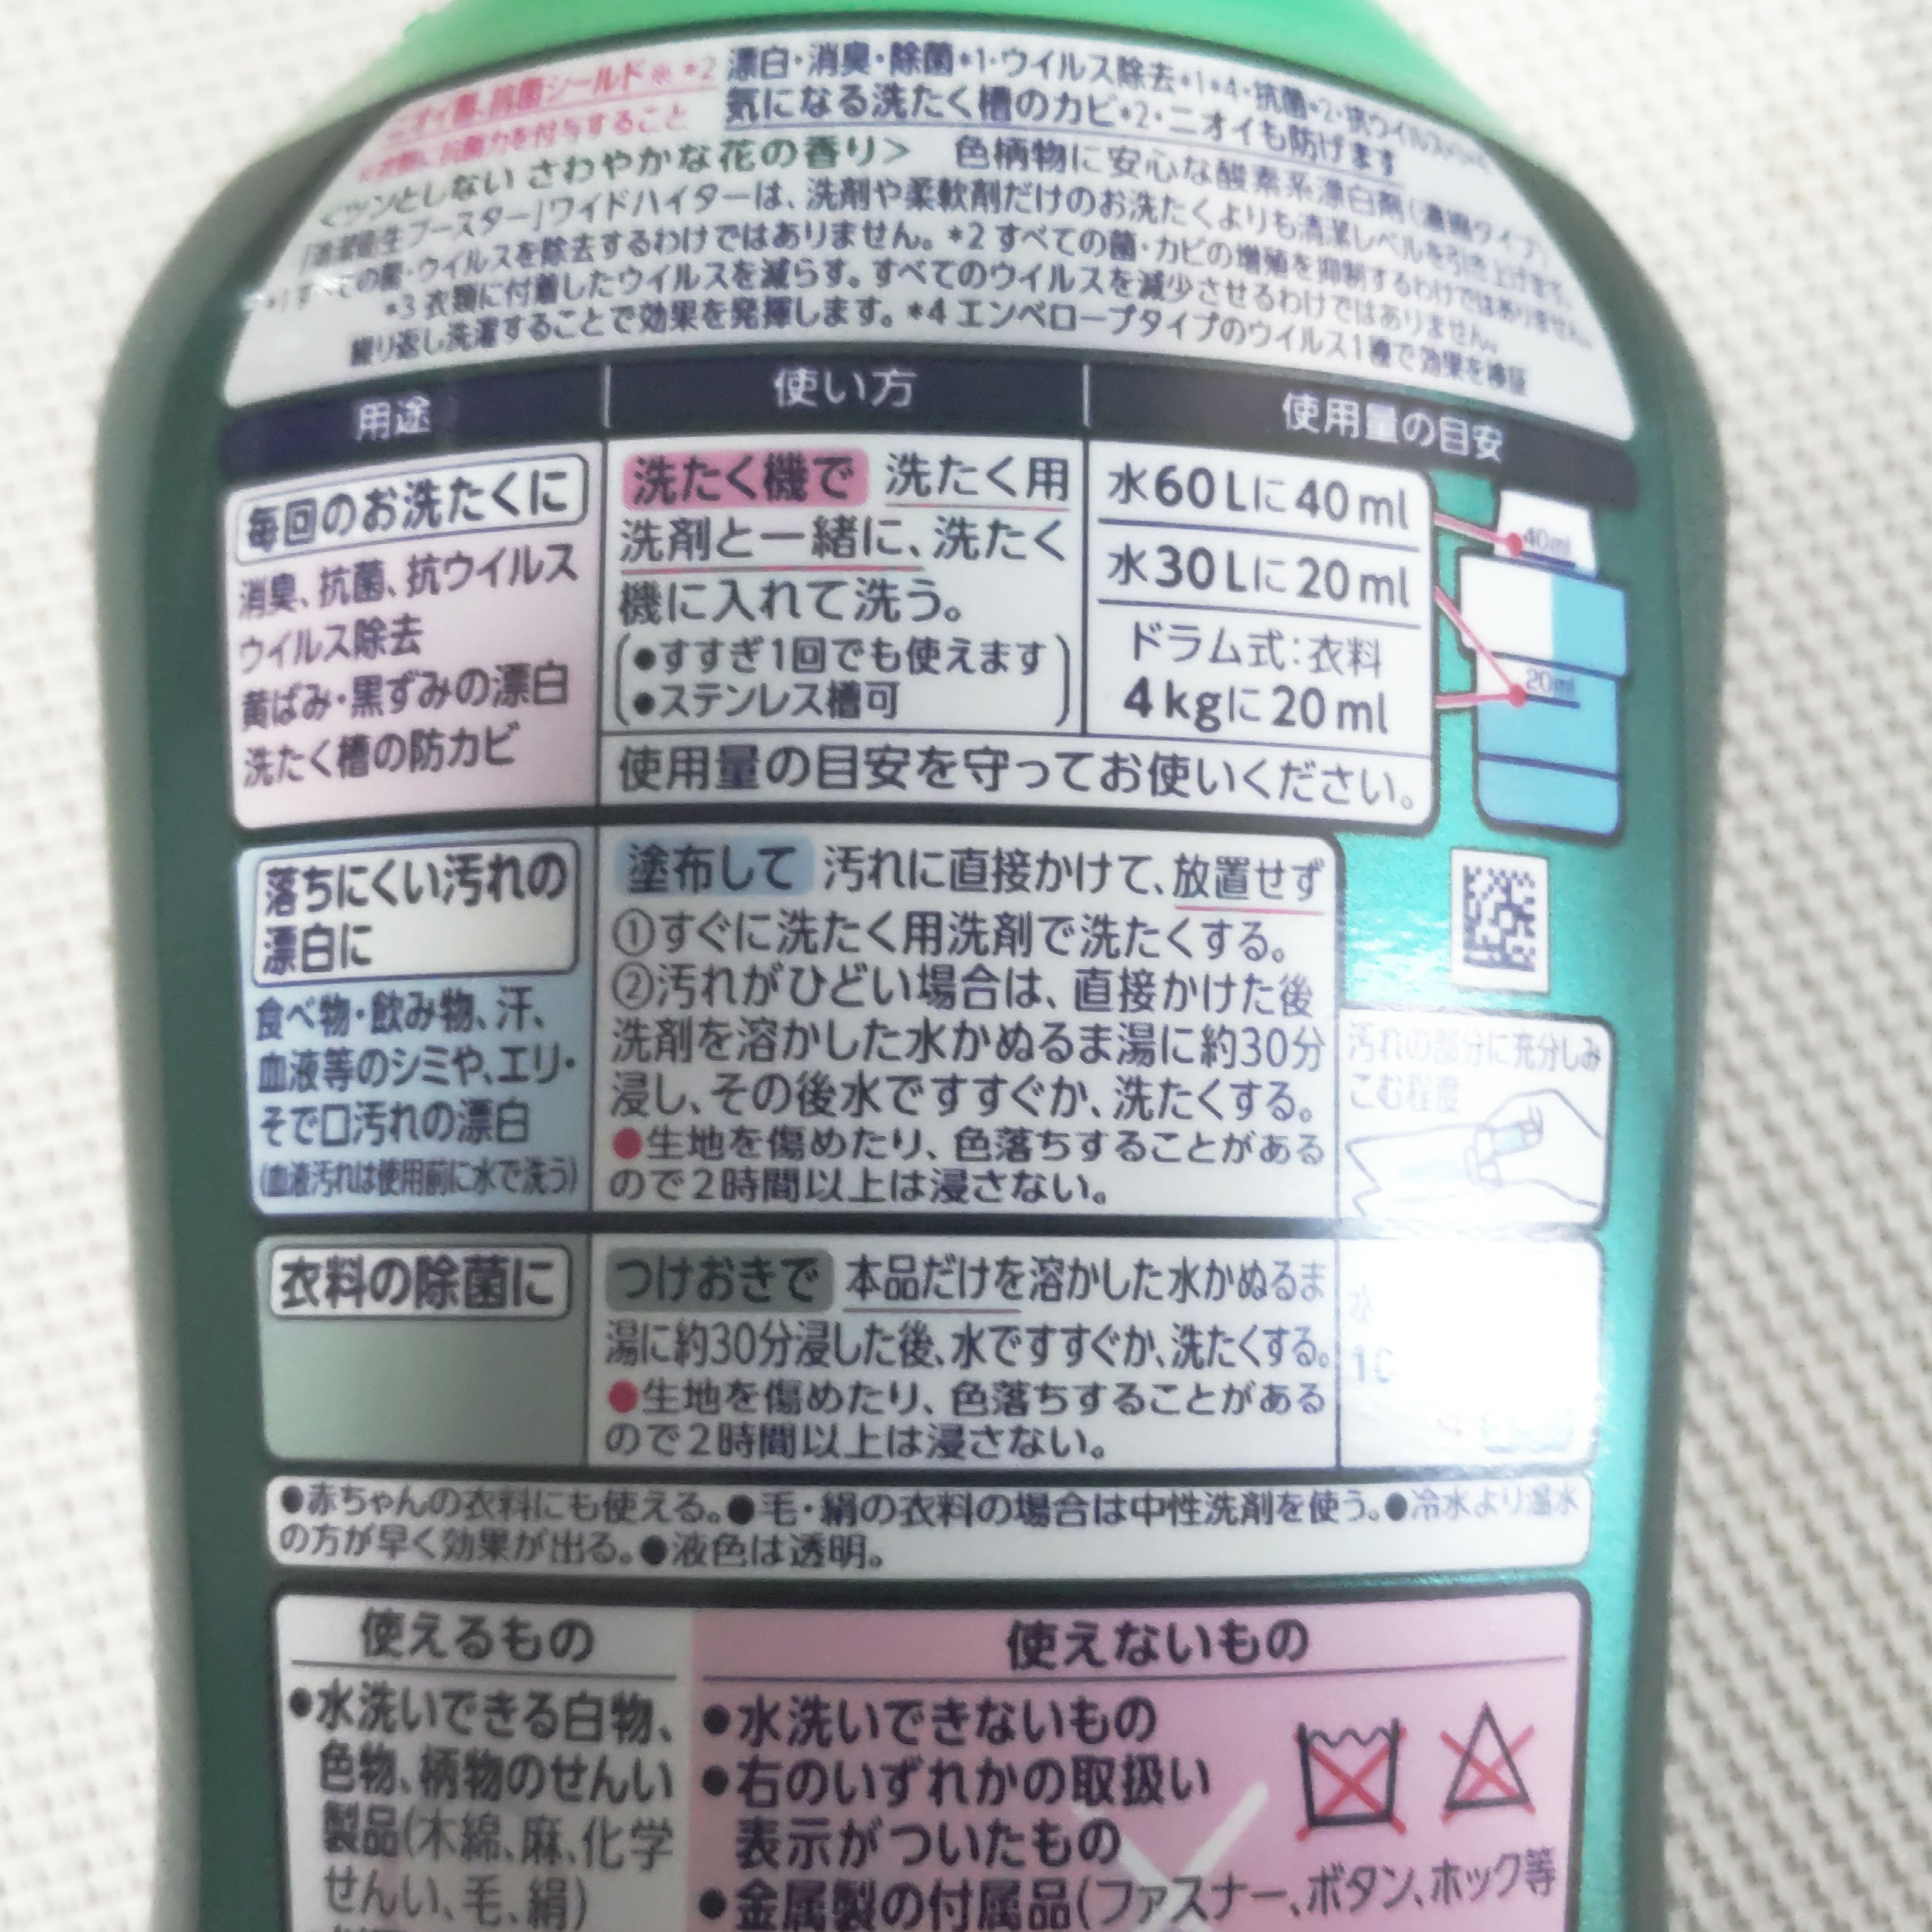 抗菌シールド※ *2
漂白・消臭・除菌*1・ウイルス除去*1*4・抗菌*2・抗ウイルス
力を付与すること
気になる洗たく槽のカビ*2・ニオイも防げます
<ツンとしない さわやかな花の香り> 色柄物に安心な酸素系漂白剤(濃縮タイプ)
「清潔衛生ブースター」ワイドハイターは、洗剤や柔軟剤だけのお洗たくよりも清潔レベルを引き上げます。
*1 すべての菌・ウイルスを除去するわけではありません。*2 すべての菌・カビの増殖を抑制するわけではありません。
*3 衣類に付着したウイルスを減らす。すべてのウイルスを減少させるわけではありません。
繰り返し洗濯することで効果を発揮します。*4 エンベロープタイプのウイルス1種で効果を検証
用途
使い方
使用量の目安
毎回のお洗たくに
消臭、抗菌、抗ウイルス
ウイルス除去
黄ばみ・黒ずみの漂白
洗たく槽の防カビ
洗たく機で 洗たく用
洗剤と一緒に、洗たく
機に入れて洗う。
(●すすぎ1回でも使えます
●ステンレス槽可)
水60Lに40ml
水30Lに20ml
ドラム式:衣料
4kgに20ml
40ml
20ml
使用量の目安を守ってお使いください。
落ちにくい汚れの
漂白に
食べ物・飲み物、汗、
血液等のシミや、エリ・
そで口汚れの漂白
(血液汚れは使用前に水で洗う)
塗布して 汚れに直接かけて、放置せず
①すぐに洗たく用洗剤で洗たくする。
②汚れがひどい場合は、直接かけた後
洗剤を溶かした水かぬるま湯に約30分
浸し、その後水ですすぐか、洗たくする。
●生地を傷めたり、色落ちすることがある
ので2時間以上は浸さない。
汚れの部分に充分しみ
こむ程度
衣料の除菌に
つけおきで 本品だけを溶かした水かぬるま
湯に約30分浸した後、水ですすぐか、洗たくする。
●生地を傷めたり、色落ちすることがある
ので2時間以上は浸さない。
水
●赤ちゃんの衣料にも使える。●毛・絹の衣料の場合は中性洗剤を使う。●冷水より温水
の方が早く効果が出る。●液色は透明。
使えるもの
●水洗いできる白物、
色物、柄物のせんい
製品(木綿、麻、化学
せんい、毛、絹)
使えないもの
●水洗いできないもの
●右のいずれかの取扱い
表示がついたもの
●金属製の付属品(ファスナー、ボタン、ホック等